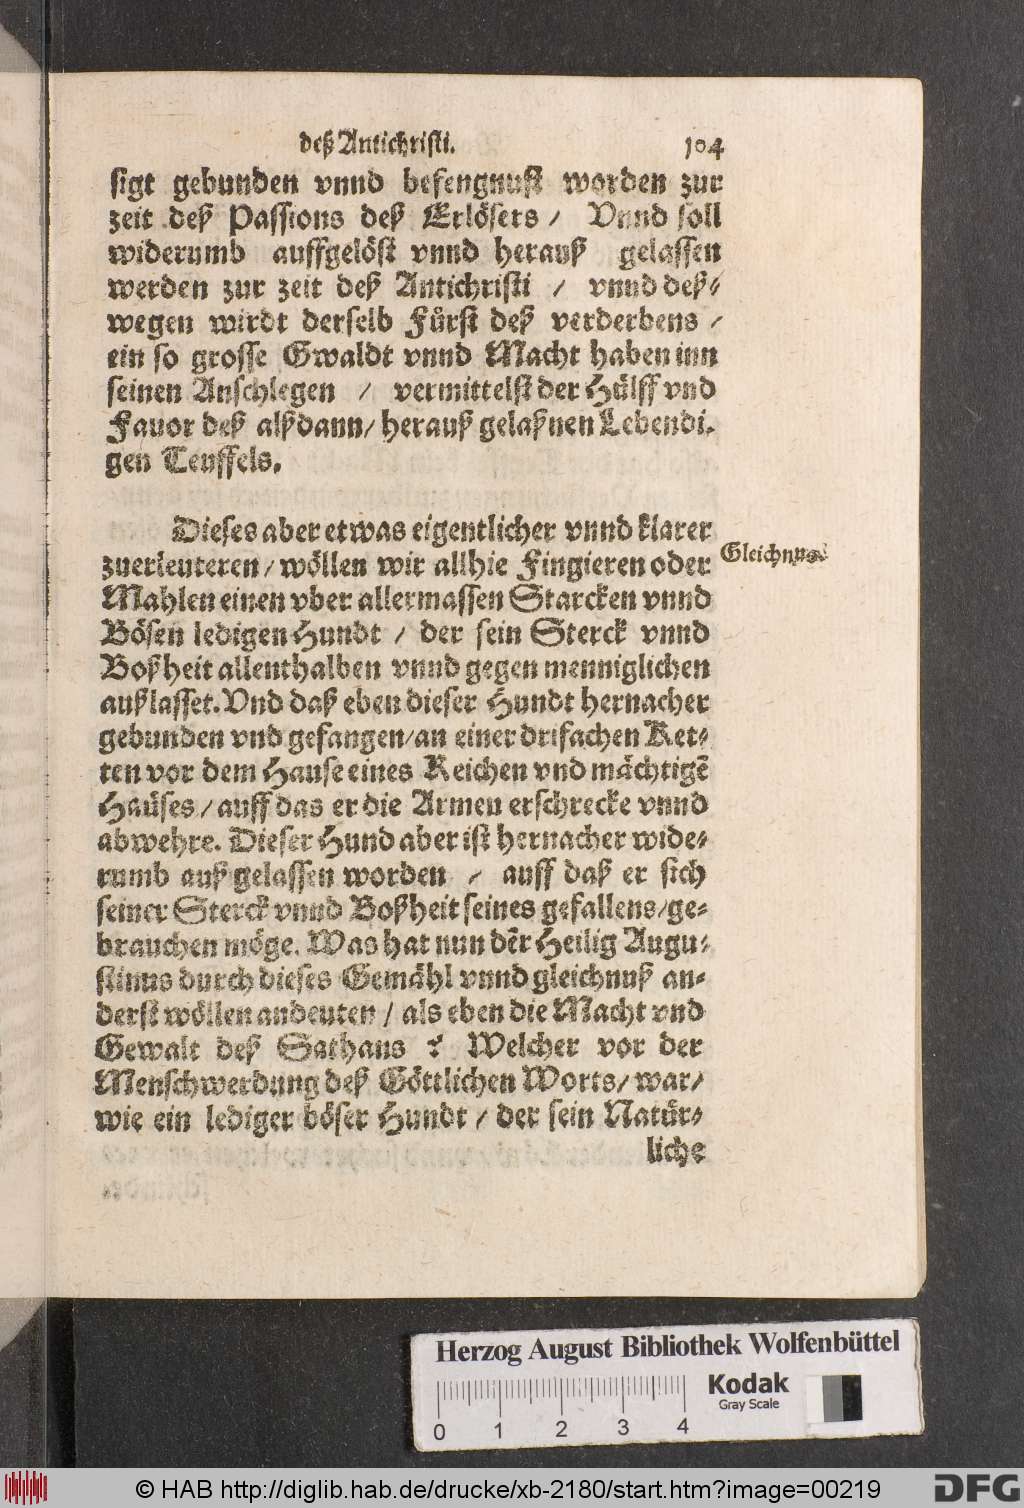 deß Antichristi. 104
sigt gebunden vnnd befengnust worden zur
zeit deß Passions deß Erlösers / Vnnd soll
widerumb auffgelöst vnnd herauß gelassen
werden zur zeit deß Antichristi / vnnd deß-
wegen wirdt derselb Fürst deß verderbens /
ein so grosse Gwaldt vnnd Macht haben inn
seinen Anschlegen / vermittelst der Hülff vnd
Fauor deß alßdann / herauß gelaßnen Lebendi.
gen Teuffels.
Dieses aber etwas eigentlicher vnnd klarer
Gleichnuß
zuerleuteren / wöllen wir allhie Fingieren oder
Mahlen einen vber allermassen Starcken vnnd
Bösen ledigen Hundt / der sein Sterck vnnd
Boßheit allenthalben vnnd gegen menniglichen
außlasset. Vnd daß eben dieser Hundt hernacher
gebunden vnd gefangen / an einer drifachen Ket-
ten vor dem Hause eines Reichen vnd mächtigẽ
Haüses / auff das er die Armen erschrecke vnnd
abwehre. Dieser Hund aber ist hernacher wide-
rumb auß gelassen worden / auff daß er sich
seiner Sterck vnnd Boßheit seines gefallens / ge-
brauchen möge. Was hat nun dẽr Heilig Augu-
stinus durch dieses Gemähl vnnd gleichnuß an-
derst wöllen andeuten / als eben die Macht vnd
Gewalt deß Sathans ? Welcher vor der
Menschwerdung deß Göttlichen Worts / war /
wie ein lediger böser Hundt / der sein Natür-
liche
Herzog August Bibliothek Wolfenbüttel
Kodak
Gray Scale
0 1 2 3 4
© HAB http://diglib.hab.de/drucke/xb-2180/start.htm?image=00219
DFG